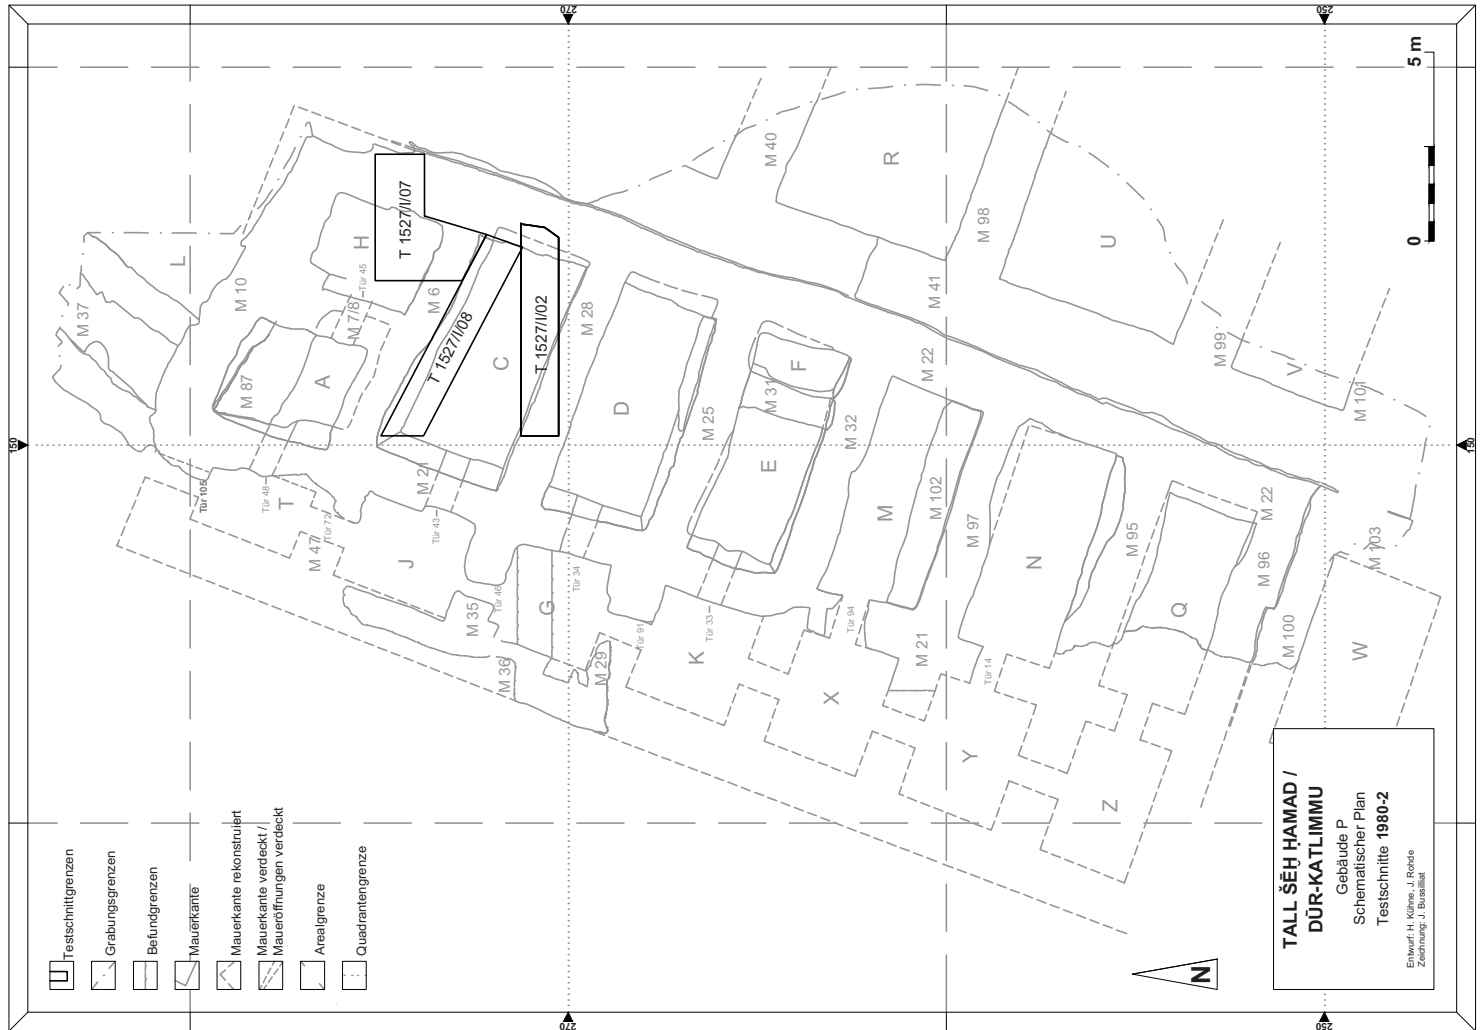 Testschnittgrenzen
Grabungsgrenzen
Befundgrenzen
Mauerkante
Mauerkante rekonstruiert
Mauerkante verdeckt /
Maueröffnungen verdeckt
Arealgrenze
Quadrantengrenze
270
250
150
150
270
250
M 37
L
M 10
H
Tür 45
M 7/8
M 6
M 87
A
T 1527/I/07
T 1527/I/08
T 1527/I/02
C
M 28
M 21
Tür 105
Tür 48
T
Tür 72
M 47
Tür 43
J
M 35
Tür 46
G
Tür 34
M 36
M 29
Tür 91
D
M 25
M 31
F
E
M 32
M 22
K
Tür 33
Tür 94
M
M 102
M 97
M 21
Tür 14
X
Y
Z
N
M 95
Q
M 22
M 96
M 100
M 103
W
M 40
R
M 98
M 41
U
M 99
V
M 101
0
5 m
N
TALL ŠĒḪ ḤAMAD /
DŪR-KATLIMMU
Gebäude P
Schematischer Plan
Testschnitte 1980-2
Entwurf: H. Kühne, J. Rohde
Zeichnung: J. Bussiliat